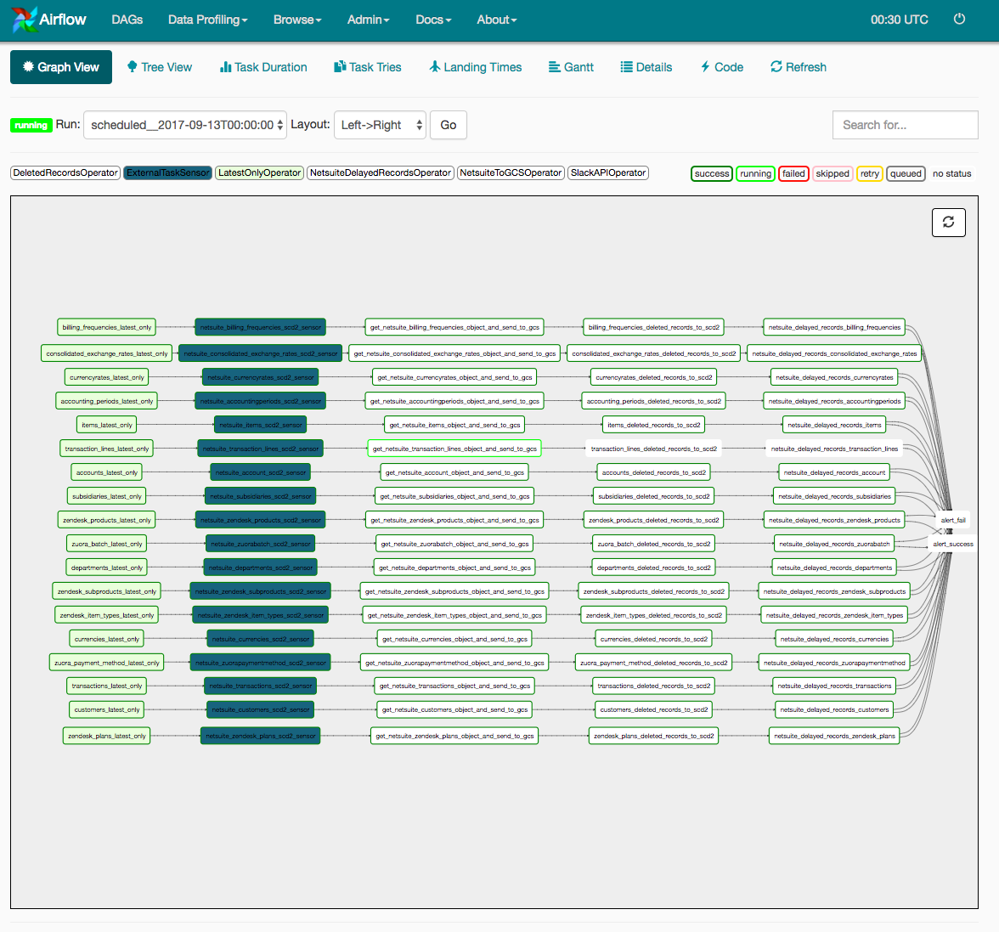 Airflow DAGs Data Profiling Browse Admin Docs About 00:30 UTC
Graph View Tree View Task Duration Task Tries Landing Times Gantt Details Code Refresh
running Run: scheduled__2017-09-13T00:00:00 Layout: Left->Right Go Search for...
DeletedRecordsOperator ExternalTaskSensor LatestOnlyOperator NetsuiteDelayedRecordsOperator NetsuiteToGCSOperator SlackAPIOperator success running failed skipped retry queued no status
billing_frequencies_latest_only netsuite_billing_frequencies_scd2_sensor get_netsuite_billing_frequencies_object_and_send_to_gcs billing_frequencies_deleted_records_to_scd2 netsuite_delayed_records_billing_frequencies
consolidated_exchange_rates_latest_only netsuite_consolidated_exchange_rates_scd2_sensor get_netsuite_consolidated_exchange_rates_object_and_send_to_gcs consolidated_exchange_rates_deleted_records_to_scd2 netsuite_delayed_records_consolidated_exchange_rates
currencyrates_latest_only netsuite_currencyrates_scd2_sensor get_netsuite_currencyrates_object_and_send_to_gcs currencyrates_deleted_records_to_scd2 netsuite_delayed_records_currencyrates
accounting_periods_latest_only netsuite_accountingperiods_scd2_sensor get_netsuite_accountingperiods_object_and_send_to_gcs accounting_periods_deleted_records_to_scd2 netsuite_delayed_records_accountingperiods
items_latest_only netsuite_items_scd2_sensor get_netsuite_items_object_and_send_to_gcs items_deleted_records_to_scd2 netsuite_delayed_records_items
transaction_lines_latest_only netsuite_transaction_lines_scd2_sensor get_netsuite_transaction_lines_object_and_send_to_gcs transaction_lines_deleted_records_to_scd2 netsuite_delayed_records_transaction_lines
accounts_latest_only netsuite_account_scd2_sensor get_netsuite_account_object_and_send_to_gcs accounts_deleted_records_to_scd2 netsuite_delayed_records_account
subsidiaries_latest_only netsuite_subsidiaries_scd2_sensor get_netsuite_subsidiaries_object_and_send_to_gcs subsidiaries_deleted_records_to_scd2 netsuite_delayed_records_subsidiaries
zendesk_products_latest_only netsuite_zendesk_products_scd2_sensor get_netsuite_zendesk_products_object_and_send_to_gcs zendesk_products_deleted_records_to_scd2 netsuite_delayed_records_zendesk_products alert_fail
zuora_batch_latest_only netsuite_zuorabatch_scd2_sensor get_netsuite_zuorabatch_object_and_send_to_gcs zuora_batch_deleted_records_to_scd2 netsuite_delayed_records_zuorabatch alert_success
departments_latest_only netsuite_departments_scd2_sensor get_netsuite_departments_object_and_send_to_gcs departments_deleted_records_to_scd2 netsuite_delayed_records_departments
zendesk_subproducts_latest_only netsuite_zendesk_subproducts_scd2_sensor get_netsuite_zendesk_subproducts_object_and_send_to_gcs zendesk_subproducts_deleted_records_to_scd2 netsuite_delayed_records_zendesk_subproducts
zendesk_item_types_latest_only netsuite_zendesk_item_types_scd2_sensor get_netsuite_zendesk_item_types_object_and_send_to_gcs zendesk_item_types_deleted_records_to_scd2 netsuite_delayed_records_zendesk_item_types
currencies_latest_only netsuite_currencies_scd2_sensor get_netsuite_currencies_object_and_send_to_gcs currencies_deleted_records_to_scd2 netsuite_delayed_records_currencies
zuora_payment_method_latest_only netsuite_zuorapaymentmethod_scd2_sensor get_netsuite_zuorapaymentmethod_object_and_send_to_gcs zuora_payment_method_deleted_records_to_scd2 netsuite_delayed_records_zuorapaymentmethod
transactions_latest_only netsuite_transactions_scd2_sensor get_netsuite_transactions_object_and_send_to_gcs transactions_deleted_records_to_scd2 netsuite_delayed_records_transactions
customers_latest_only netsuite_customers_scd2_sensor get_netsuite_customers_object_and_send_to_gcs customers_deleted_records_to_scd2 netsuite_delayed_records_customers
zendesk_plans_latest_only netsuite_zendesk_plans_scd2_sensor get_netsuite_zendesk_plans_object_and_send_to_gcs zendesk_plans_deleted_records_to_scd2 netsuite_delayed_records_zendesk_plans